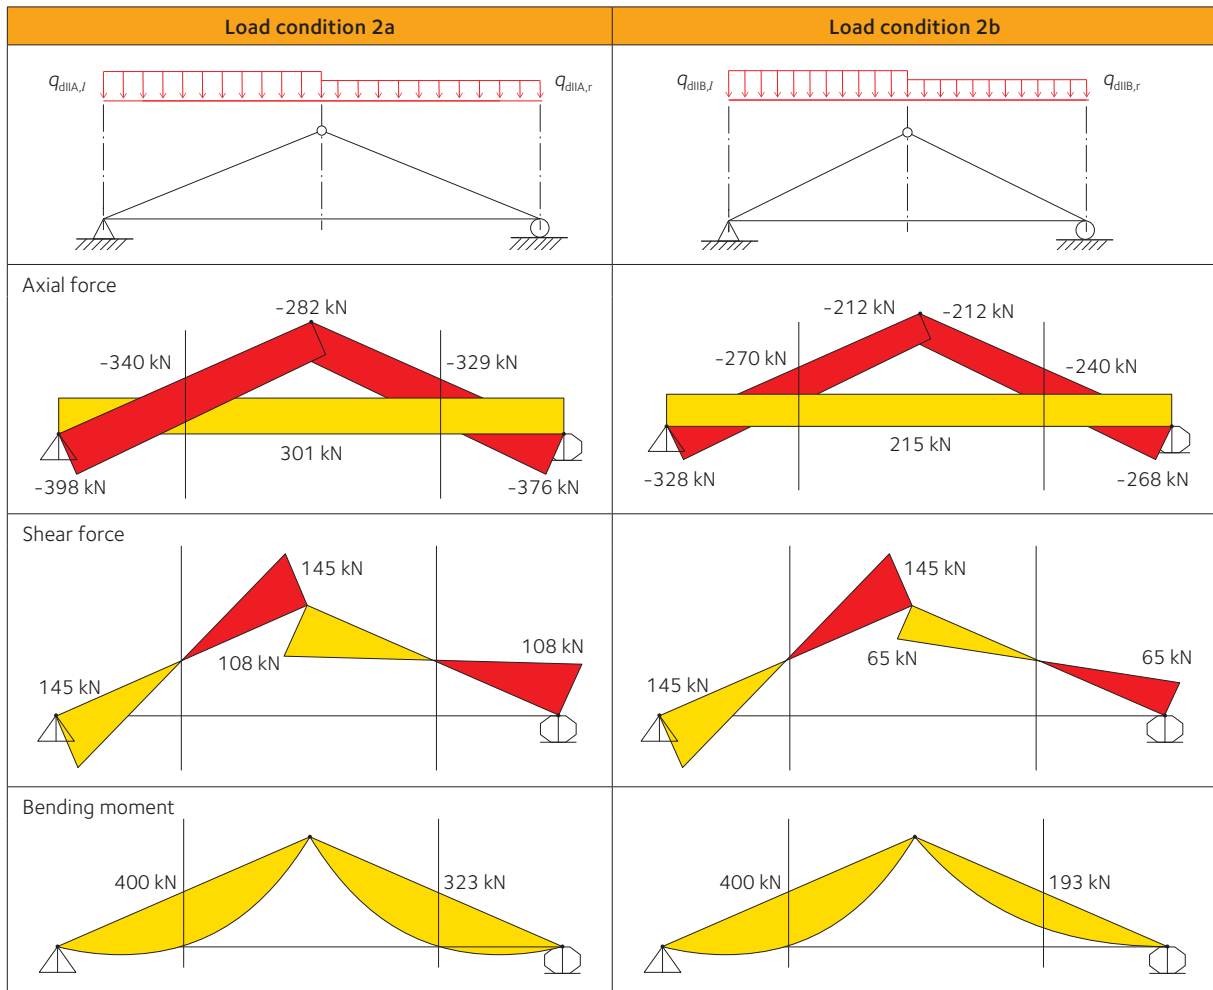 Load condition 2a
Load condition 2b
qdIIA,l
qdIIA,r
qdIIB,l
qdIIB,r
Axial force
-282 kN
-340 kN
-329 kN
301 kN
-398 kN
-376 kN
-212 kN
-212 kN
-270 kN
-240 kN
215 kN
-328 kN
-268 kN
Shear force
145 kN
108 kN
108 kN
145 kN
145 kN
65 kN
65 kN
145 kN
Bending moment
400 kN
323 kN
400 kN
193 kN